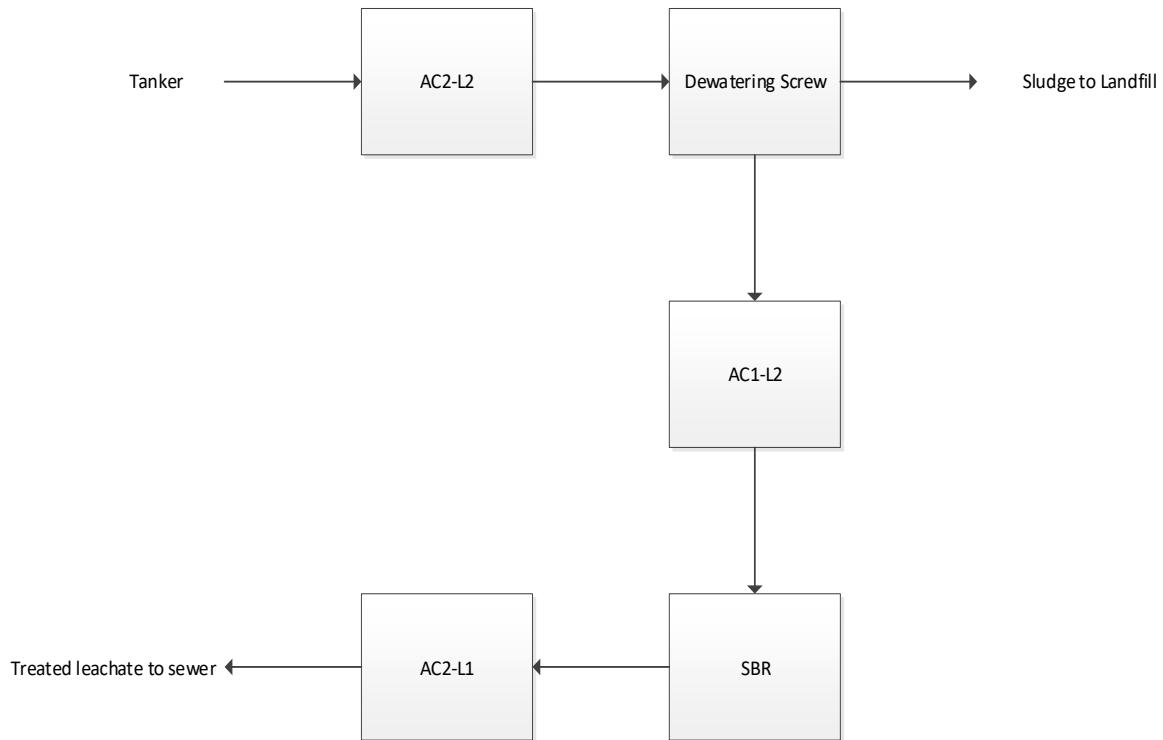 Tanker
AC2-L2
Dewatering Screw
Sludge to Landfill
AC1-L2
Treated leachate to sewer
AC2-L1
SBR